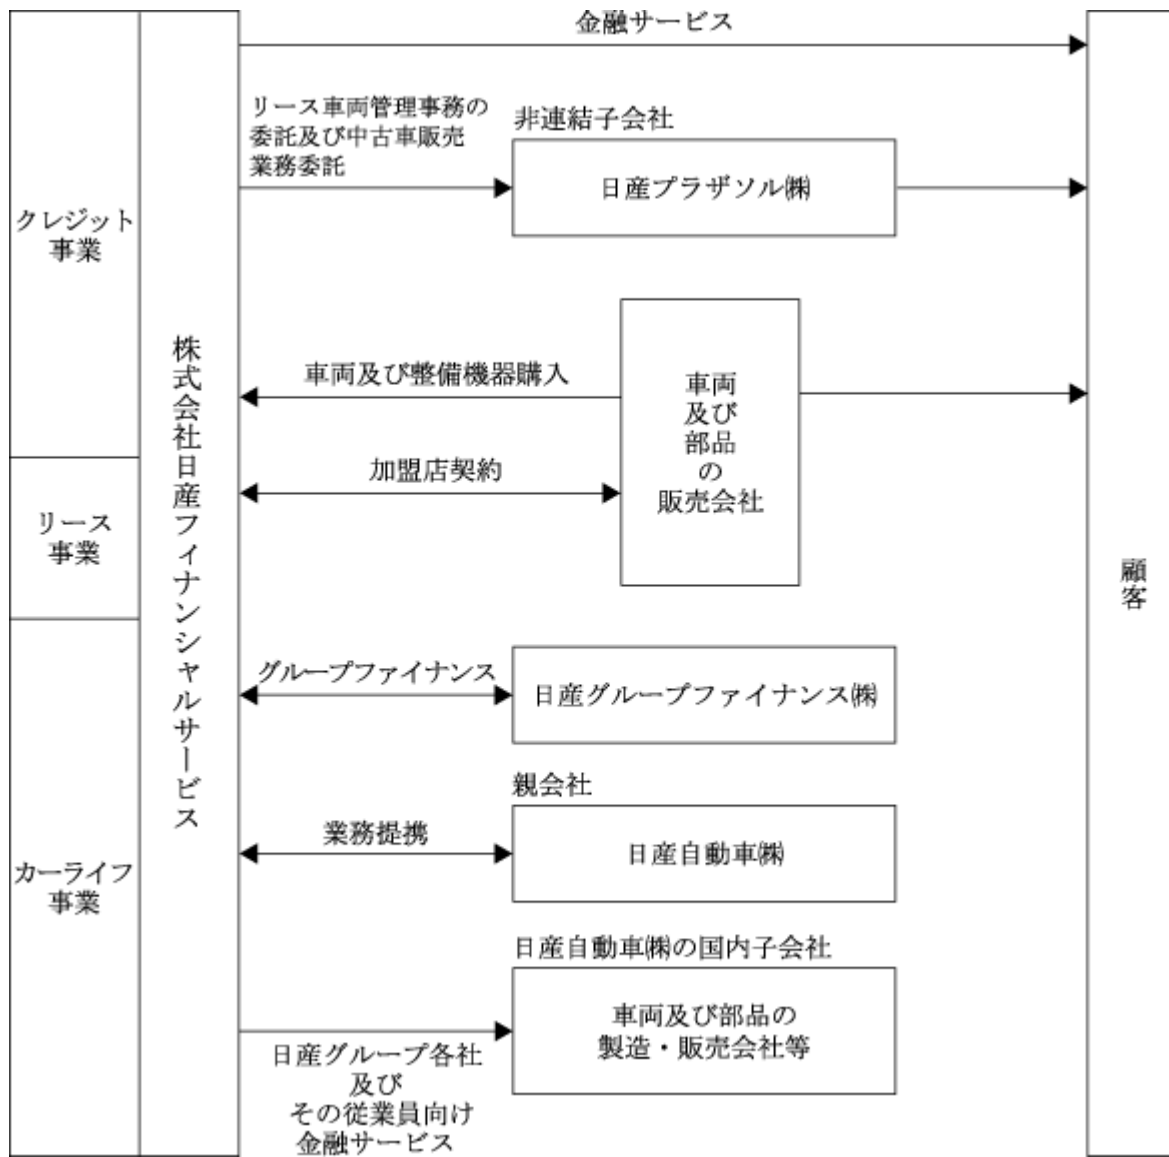 金融サービス
リース車両管理事務の
委託及び中古車販売
業務委託
非連結子会社
日産プラザソル㈱
クレジット
事業
株式会社日産フィナンシャルサービス
車両及び整備機器購入
車両
及び
部品
の
販売会社
加盟店契約
リース
事業
顧客
グループファイナンス
日産グループファイナンス㈱
親会社
業務提携
日産自動車㈱
カーライフ
事業
日産自動車㈱の国内子会社
車両及び部品の
製造・販売会社等
日産グループ各社
及び
その従業員向け
金融サービス